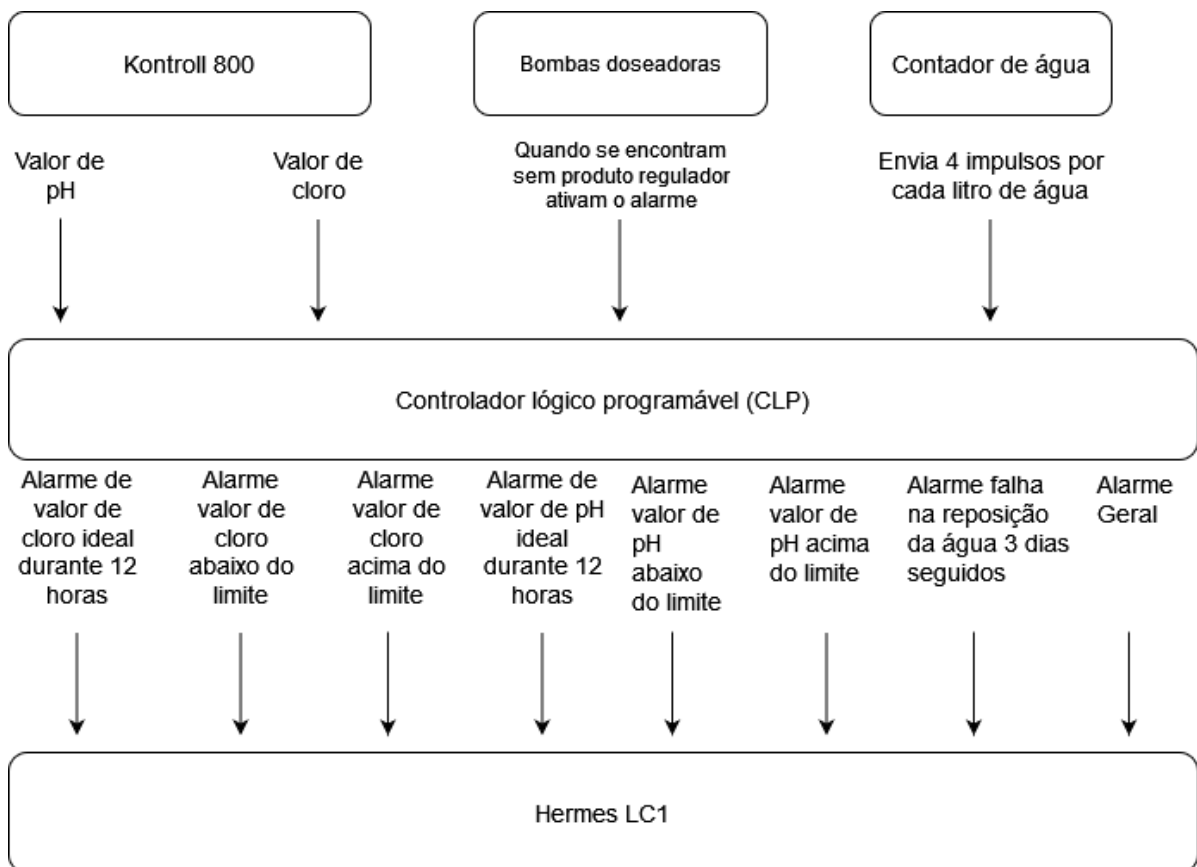 Kontroll 800
Bombas doseadoras
Contador de água
Valor de
pH
Valor de
cloro
Quando se encontram
sem produto regulador
ativam o alarme
Envia 4 impulsos por
cada litro de água
Controlador lógico programável (CLP)
Alarme de
valor de
cloro ideal
durante 12
horas
Alarme
valor de
cloro
abaixo do
limite
Alarme
valor de
cloro
acima do
limite
Alarme de
valor de pH
ideal
durante 12
horas
Alarme
valor de
pH
abaixo
do limite
Alarme
valor de
pH acima
do limite
Alarme falha
na reposição
da água 3 dias
seguidos
Alarme
Geral
Hermes LC1